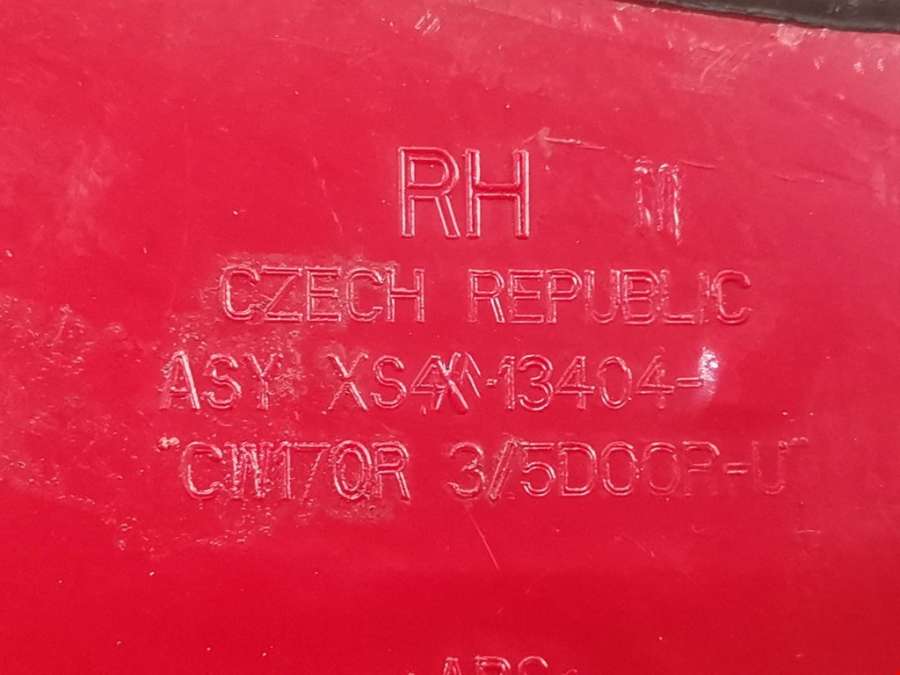 RH M
CZECH REPUBLIC
ASY XS4X-13404-
"CW170R 3/5DOOR-U"